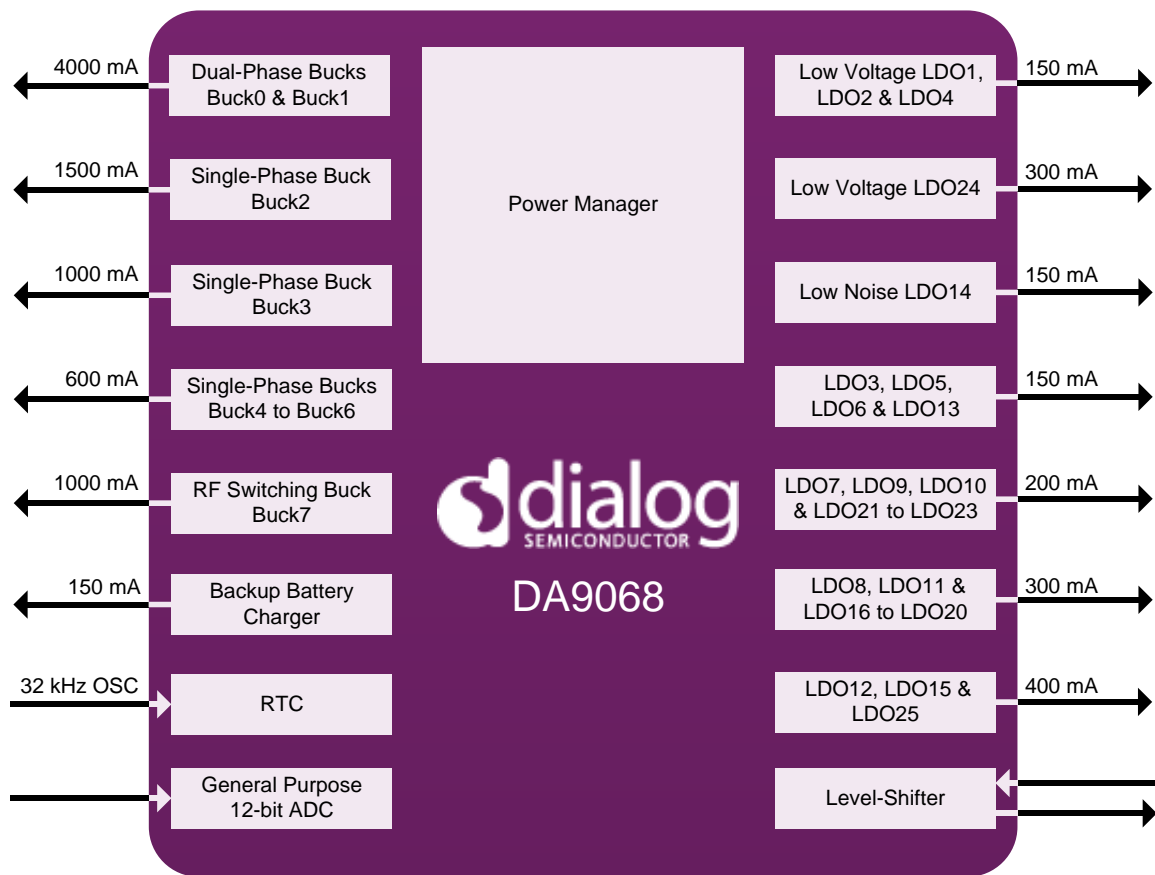 4000 mA
Dual-Phase Bucks
Buck0 & Buck1
1500 mA
Single-Phase Buck
Buck2
1000 mA
Single-Phase Buck
Buck3
600 mA
Single-Phase Bucks
Buck4 to Buck6
1000 mA
RF Switching Buck
Buck7
150 mA
Backup Battery
Charger
32 kHz OSC
RTC
General Purpose
12-bit ADC
Power Manager
dialog
SEMICONDUCTOR
DA9068
Low Voltage LDO1,
LDO2 & LDO4
150 mA
Low Voltage LDO24
300 mA
Low Noise LDO14
150 mA
LDO3, LDO5,
LDO6 & LDO13
150 mA
LDO7, LDO9, LDO10
& LDO21 to LDO23
200 mA
LDO8, LDO11 &
LDO16 to LDO20
300 mA
LDO12, LDO15 &
LDO25
400 mA
Level-Shifter